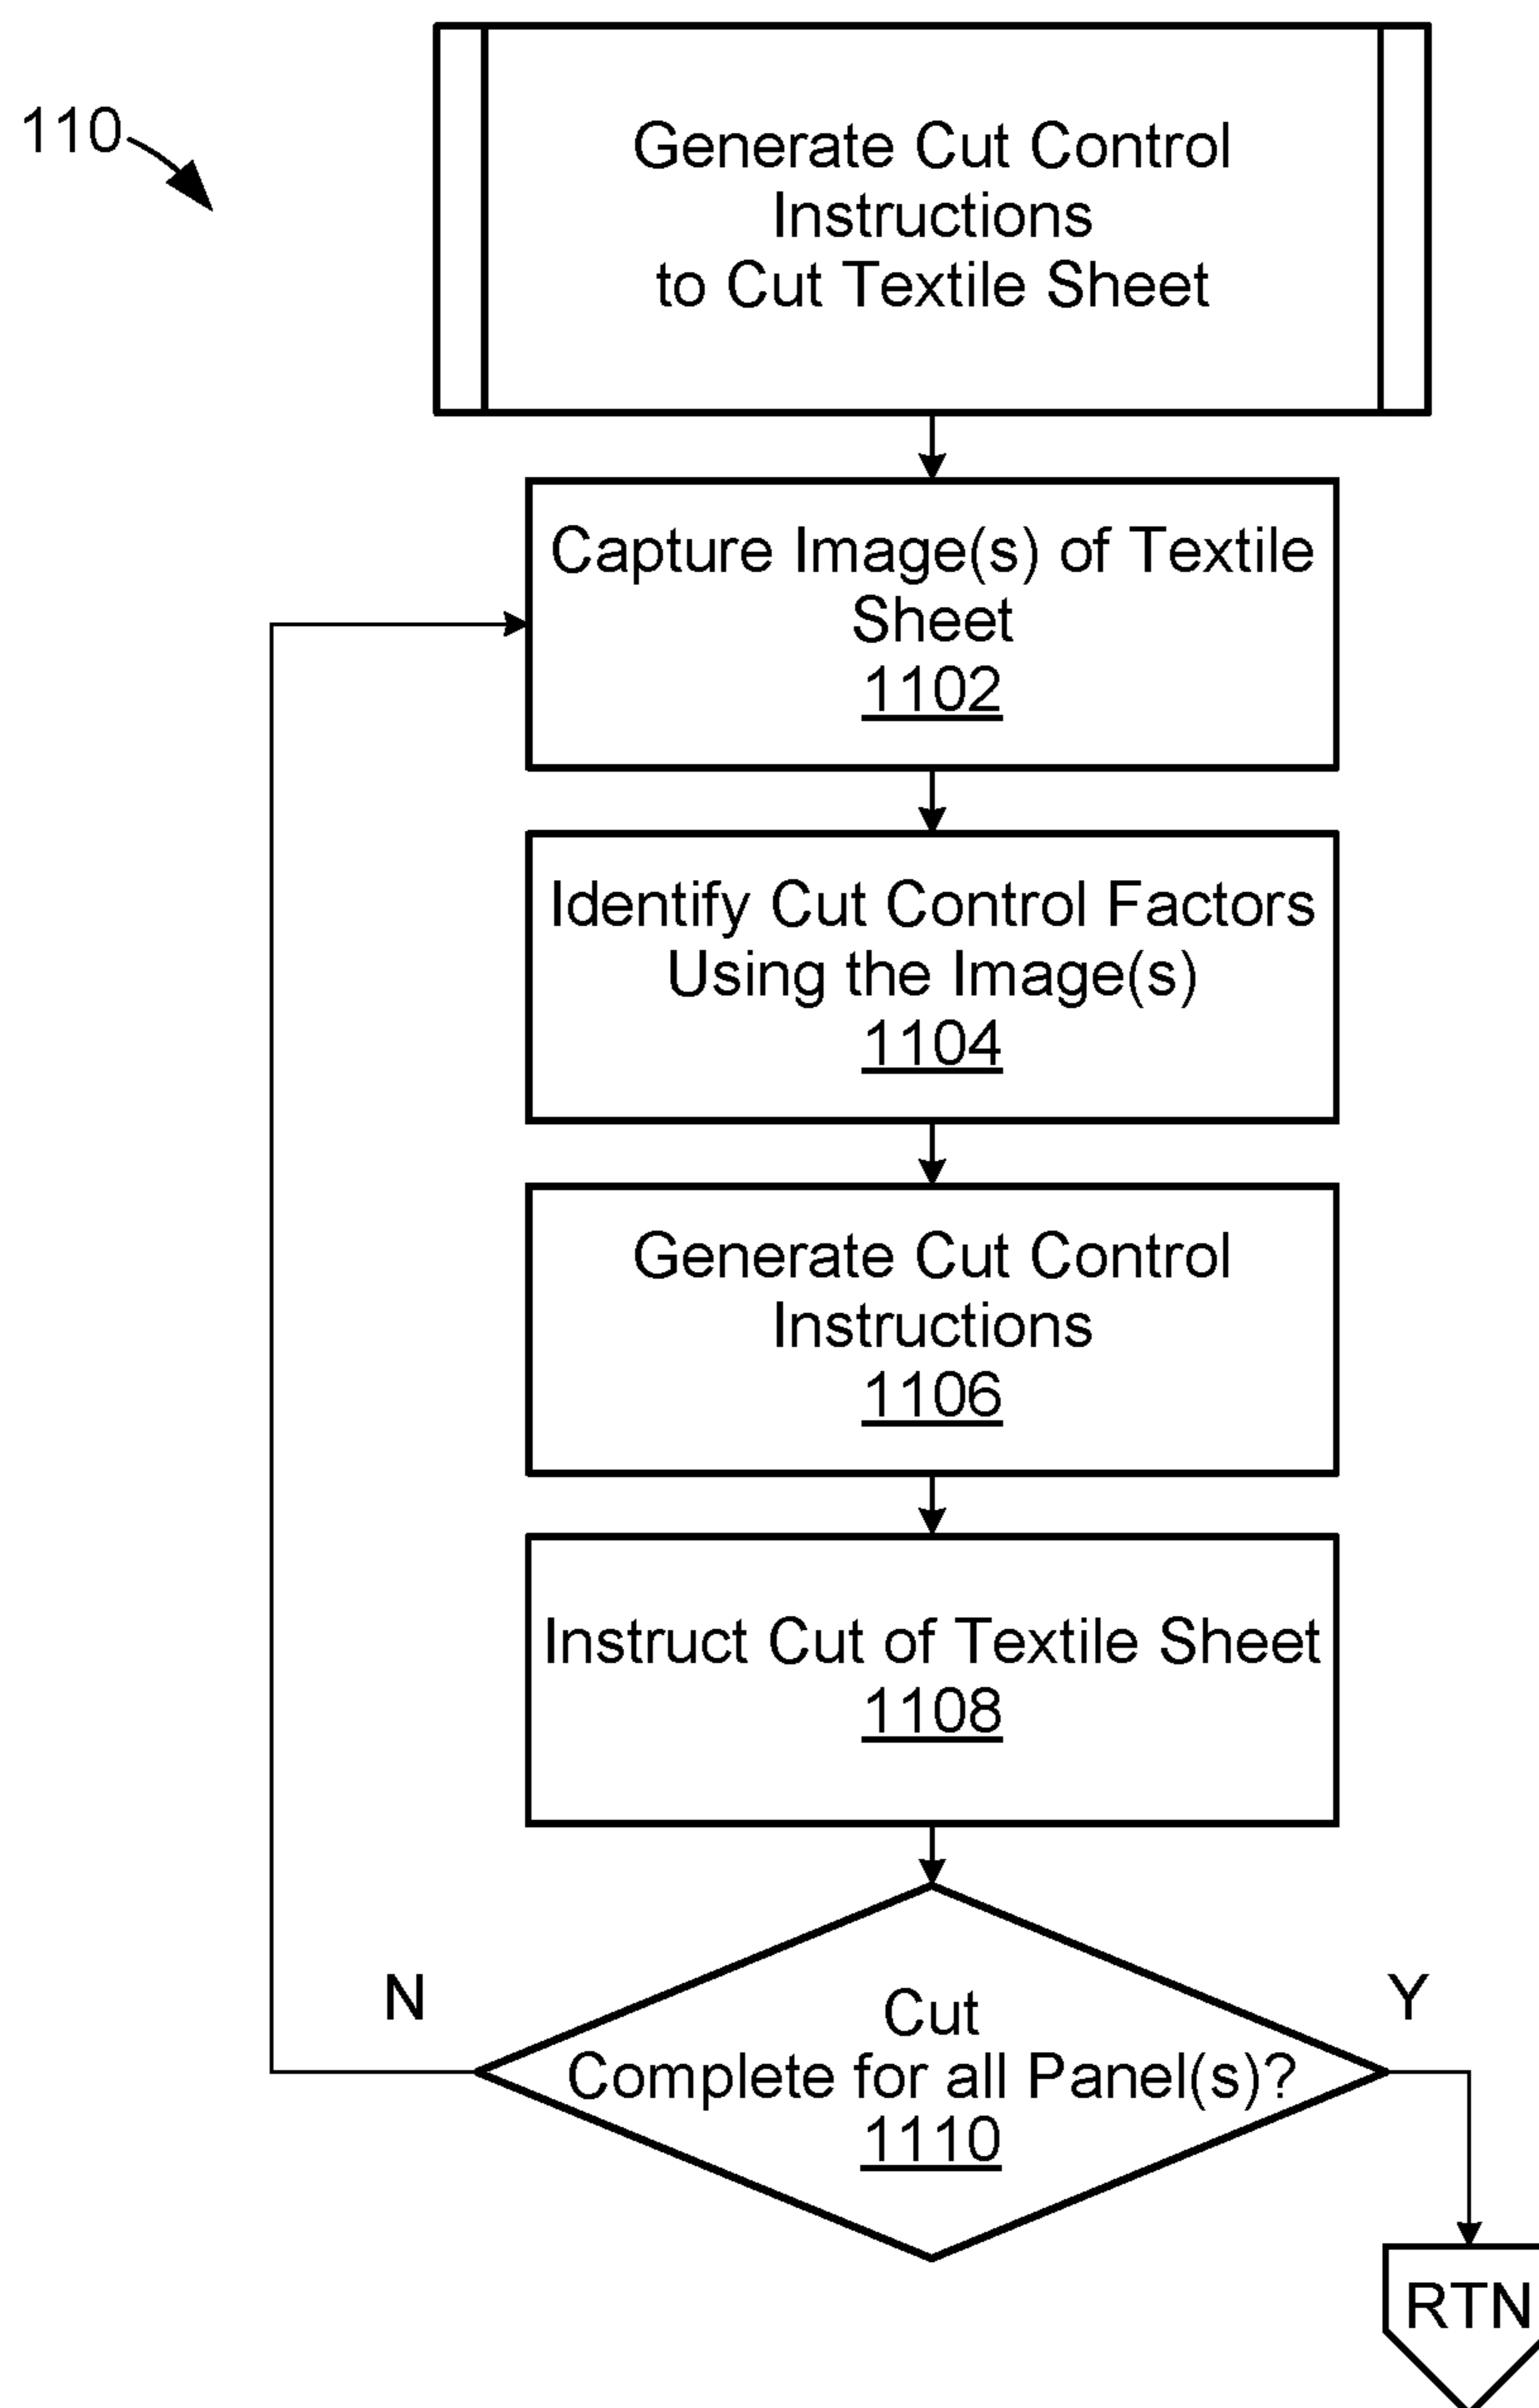 110
Generate Cut Control
Instructions
to Cut Textile Sheet
Capture Image(s) of Textile
Sheet
1102
Identify Cut Control Factors
Using the Image(s)
1104
Generate Cut Control
Instructions
1106
Instruct Cut of Textile Sheet
1108
N
Y
Cut
Complete for all Panel(s)?
1110
RTN